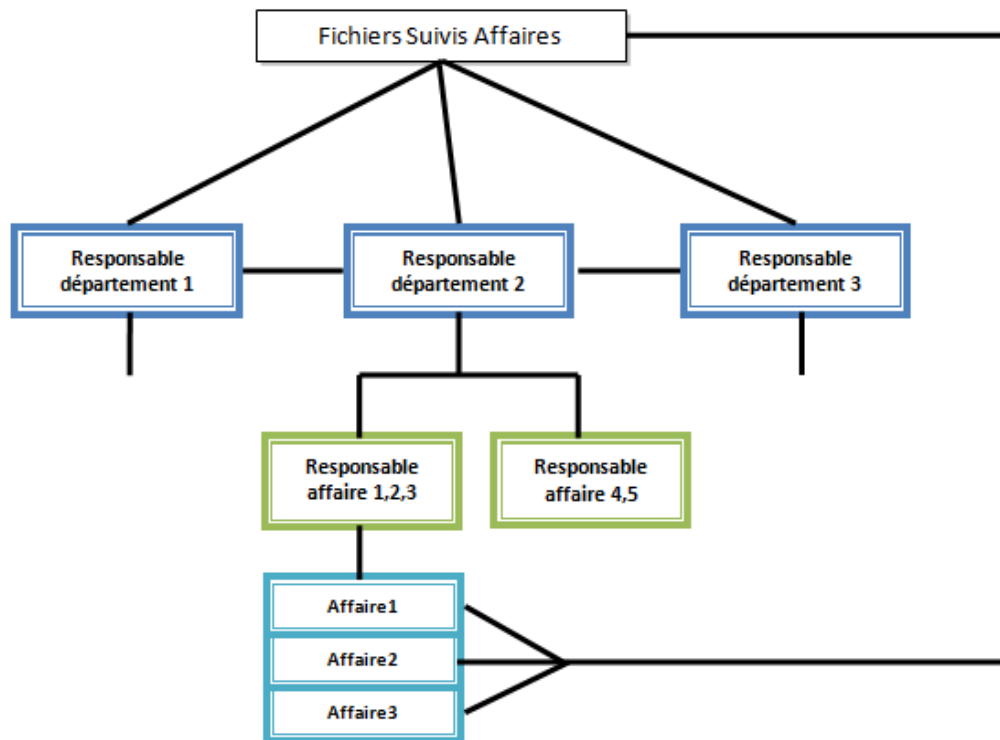 Fichiers Suivis Affaires
Responsable
département 1
Responsable
département 2
Responsable
département 3
Responsable
affaire 1,2,3
Responsable
affaire 4,5
Affaire1
Affaire2
Affaire3